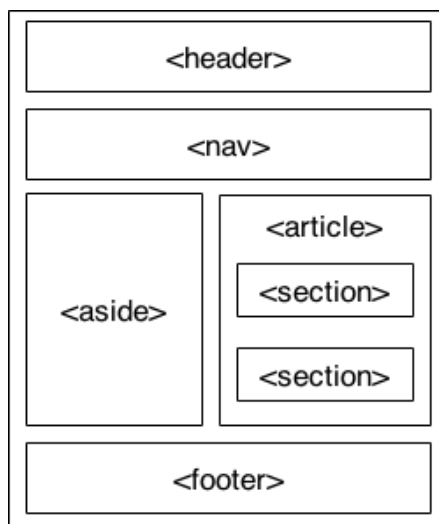 <header>
<nav>
<aside>
<article>
<section>
<section>
<footer>